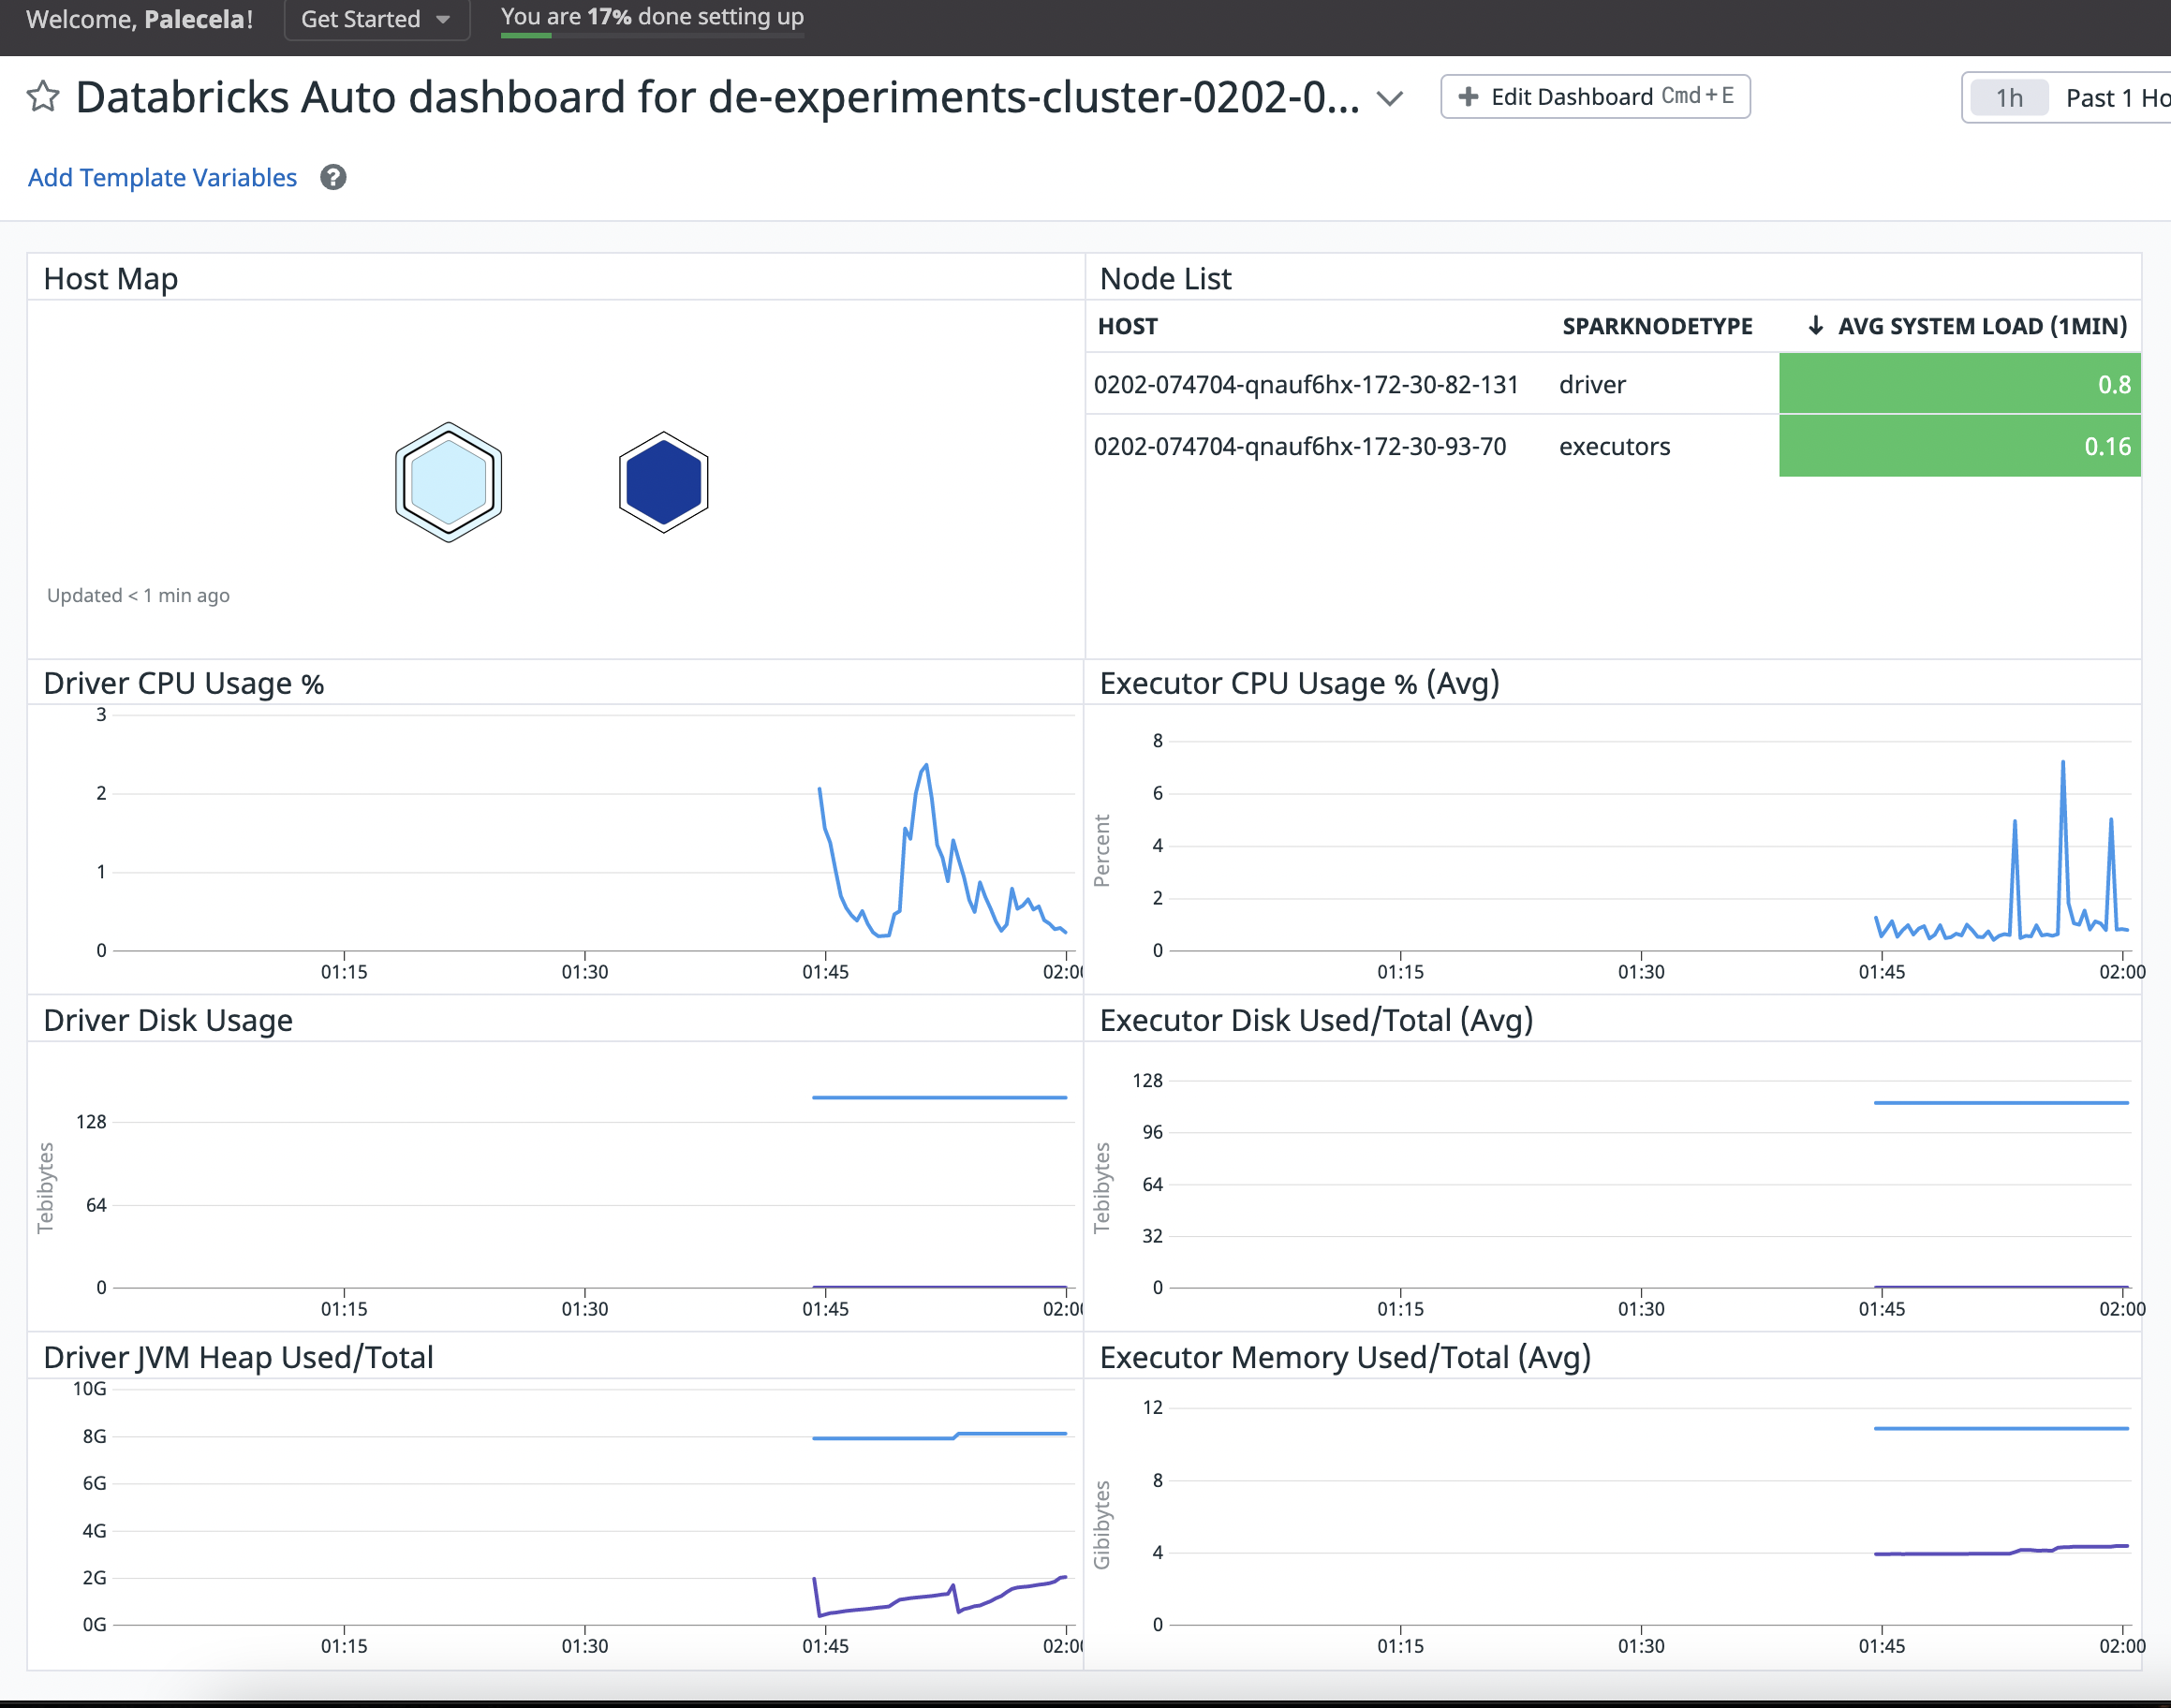 Welcome, Palecela!
Get Started
You are 17% done setting up
Databricks Auto dashboard for de-experiments-cluster-0202-0...
+ Edit Dashboard Cmd+E
1h Past 1 Ho
Add Template Variables ?
Host Map
Updated < 1 min ago
Node List
HOST SPARKNODETYPE ↓ AVG SYSTEM LOAD (1MIN)
0202-074704-qnauf6hx-172-30-82-131 driver 0.8
0202-074704-qnauf6hx-172-30-93-70 executors 0.16
Driver CPU Usage %
3
2
1
0
01:15 01:30 01:45 02:00
Executor CPU Usage % (Avg)
Percent
8
6
4
2
0
01:15 01:30 01:45 02:00
Driver Disk Usage
Tebibytes
128
64
0
01:15 01:30 01:45 02:00
Executor Disk Used/Total (Avg)
Tebibytes
128
96
64
32
0
01:15 01:30 01:45 02:00
Driver JVM Heap Used/Total
10G
8G
6G
4G
2G
0G
01:15 01:30 01:45 02:00
Executor Memory Used/Total (Avg)
Gibibytes
12
8
4
0
01:15 01:30 01:45 02:00